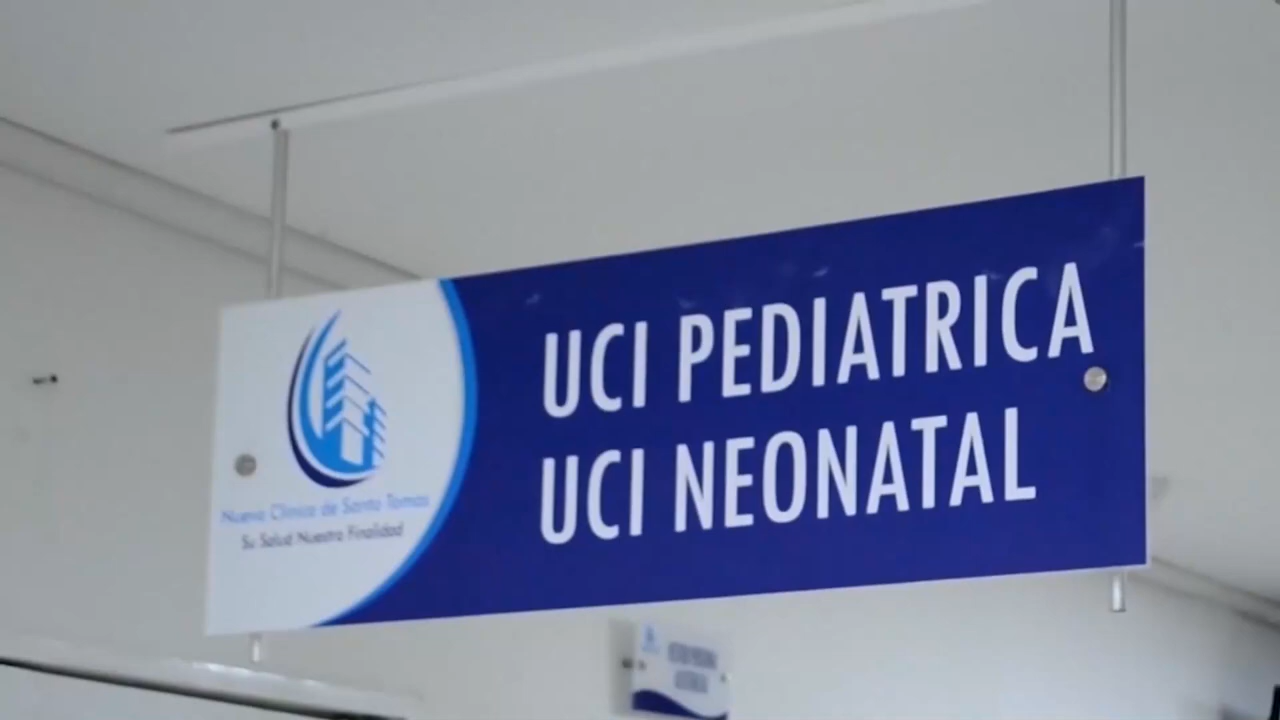 UCI PEDIATRICA
UCI NEONATAL
Nueva Clinica de Santo Tomas
Su Salud Nuestra Finalidad